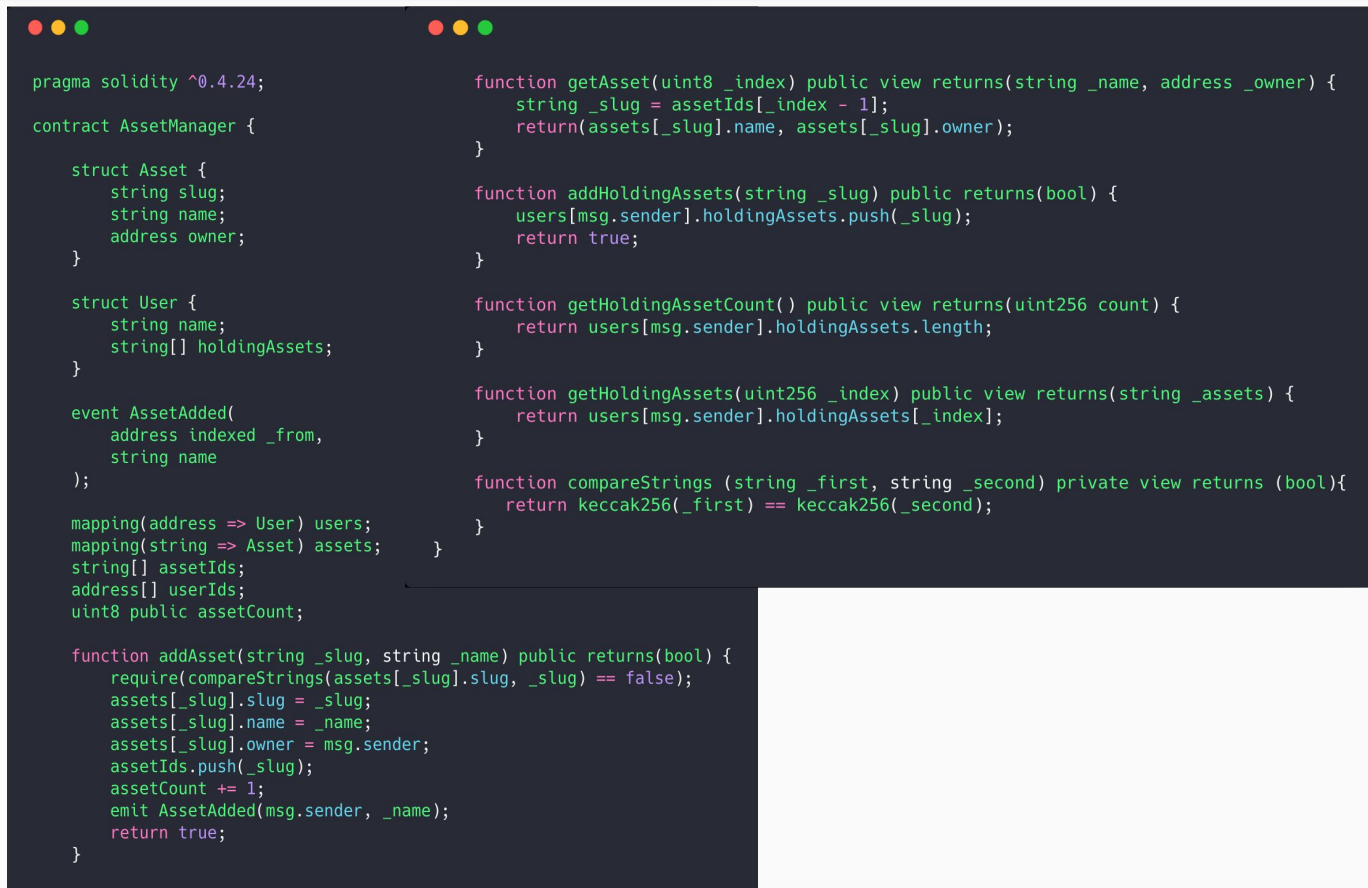 pragma solidity ^0.4.24;
contract AssetManager {
struct Asset {
string slug;
string name;
address owner;
}
struct User {
string name;
string[] holdingAssets;
}
event AssetAdded(
address indexed _from,
string name
);
mapping(address => User) users;
mapping(string => Asset) assets;
string[] assetIds;
address[] userIds;
uint8 public assetCount;
function addAsset(string _slug, string _name) public returns(bool) {
require(compareStrings(assets[_slug].slug, _slug) == false);
assets[_slug].slug = _slug;
assets[_slug].name = _name;
assets[_slug].owner = msg.sender;
assetIds.push(_slug);
assetCount += 1;
emit AssetAdded(msg.sender, _name);
return true;
}
function getAsset(uint8 _index) public view returns(string _name, address _owner) {
string _slug = assetIds[_index - 1];
return(assets[_slug].name, assets[_slug].owner);
}
function addHoldingAssets(string _slug) public returns(bool) {
users[msg.sender].holdingAssets.push(_slug);
return true;
}
function getHoldingAssetCount() public view returns(uint256 count) {
return users[msg.sender].holdingAssets.length;
}
function getHoldingAssets(uint256 _index) public view returns(string _assets) {
return users[msg.sender].holdingAssets[_index];
}
function compareStrings (string _first, string _second) private view returns (bool){
return keccak256(_first) == keccak256(_second);
}
}